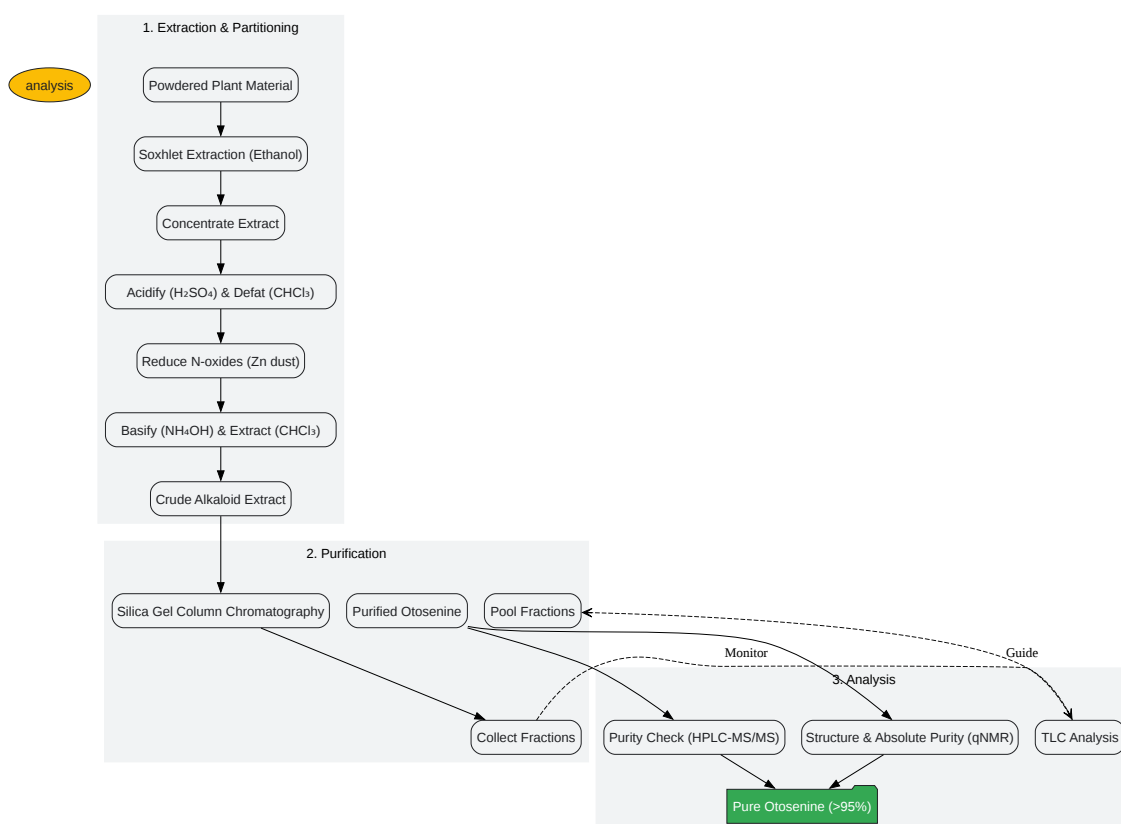 1. Extraction & Partitioning
analysis
Powdered Plant Material
Soxhlet Extraction (Ethanol)
Concentrate Extract
Acidify (H₂SO₄) & Defat (CHCl₃)
Reduce N-oxides (Zn dust)
Basify (NH₄OH) & Extract (CHCl₃)
Crude Alkaloid Extract
2. Purification
Silica Gel Column Chromatography
Purified Otosenine
Pool Fractions
Monitor
Guide
3. Analysis
Collect Fractions
Purity Check (HPLC-MS/MS)
Structure & Absolute Purity (qNMR)
TLC Analysis
Pure Otosenine (>95%)